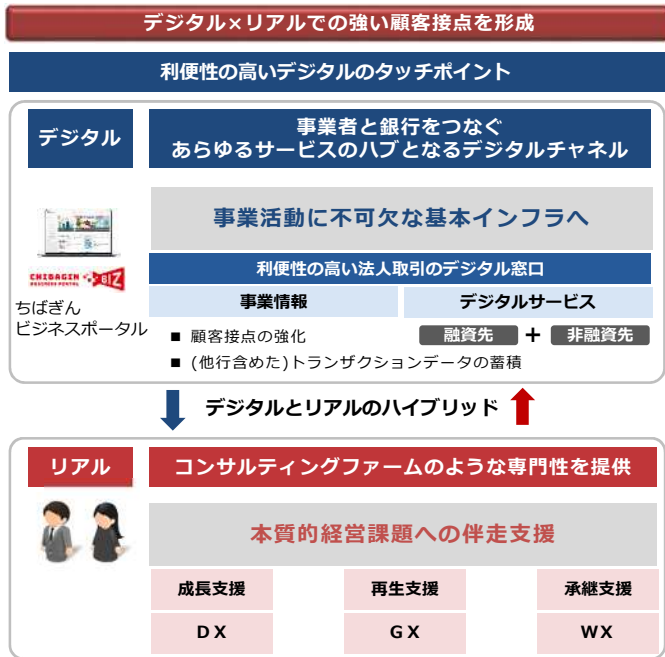 デジタル×リアルでの強い顧客接点を形成
利便性の高いデジタルのタッチポイント
デジタル
事業者と銀行をつなぐ
あらゆるサービスのハブとなるデジタルチャネル
事業活動に不可欠な基本インフラへ
CHIBAGIN BIZ
BUSINESS PORTAL
ちばぎん
ビジネスポータル
利便性の高い法人取引のデジタル窓口
事業情報
デジタルサービス
■ 顧客接点の強化
融資先 + 非融資先
■ (他行含めた)トランザクションデータの蓄積
デジタルとリアルのハイブリッド
リアル
コンサルティングファームのような専門性を提供
本質的経営課題への伴走支援
成長支援
再生支援
承継支援
DX
GX
WX